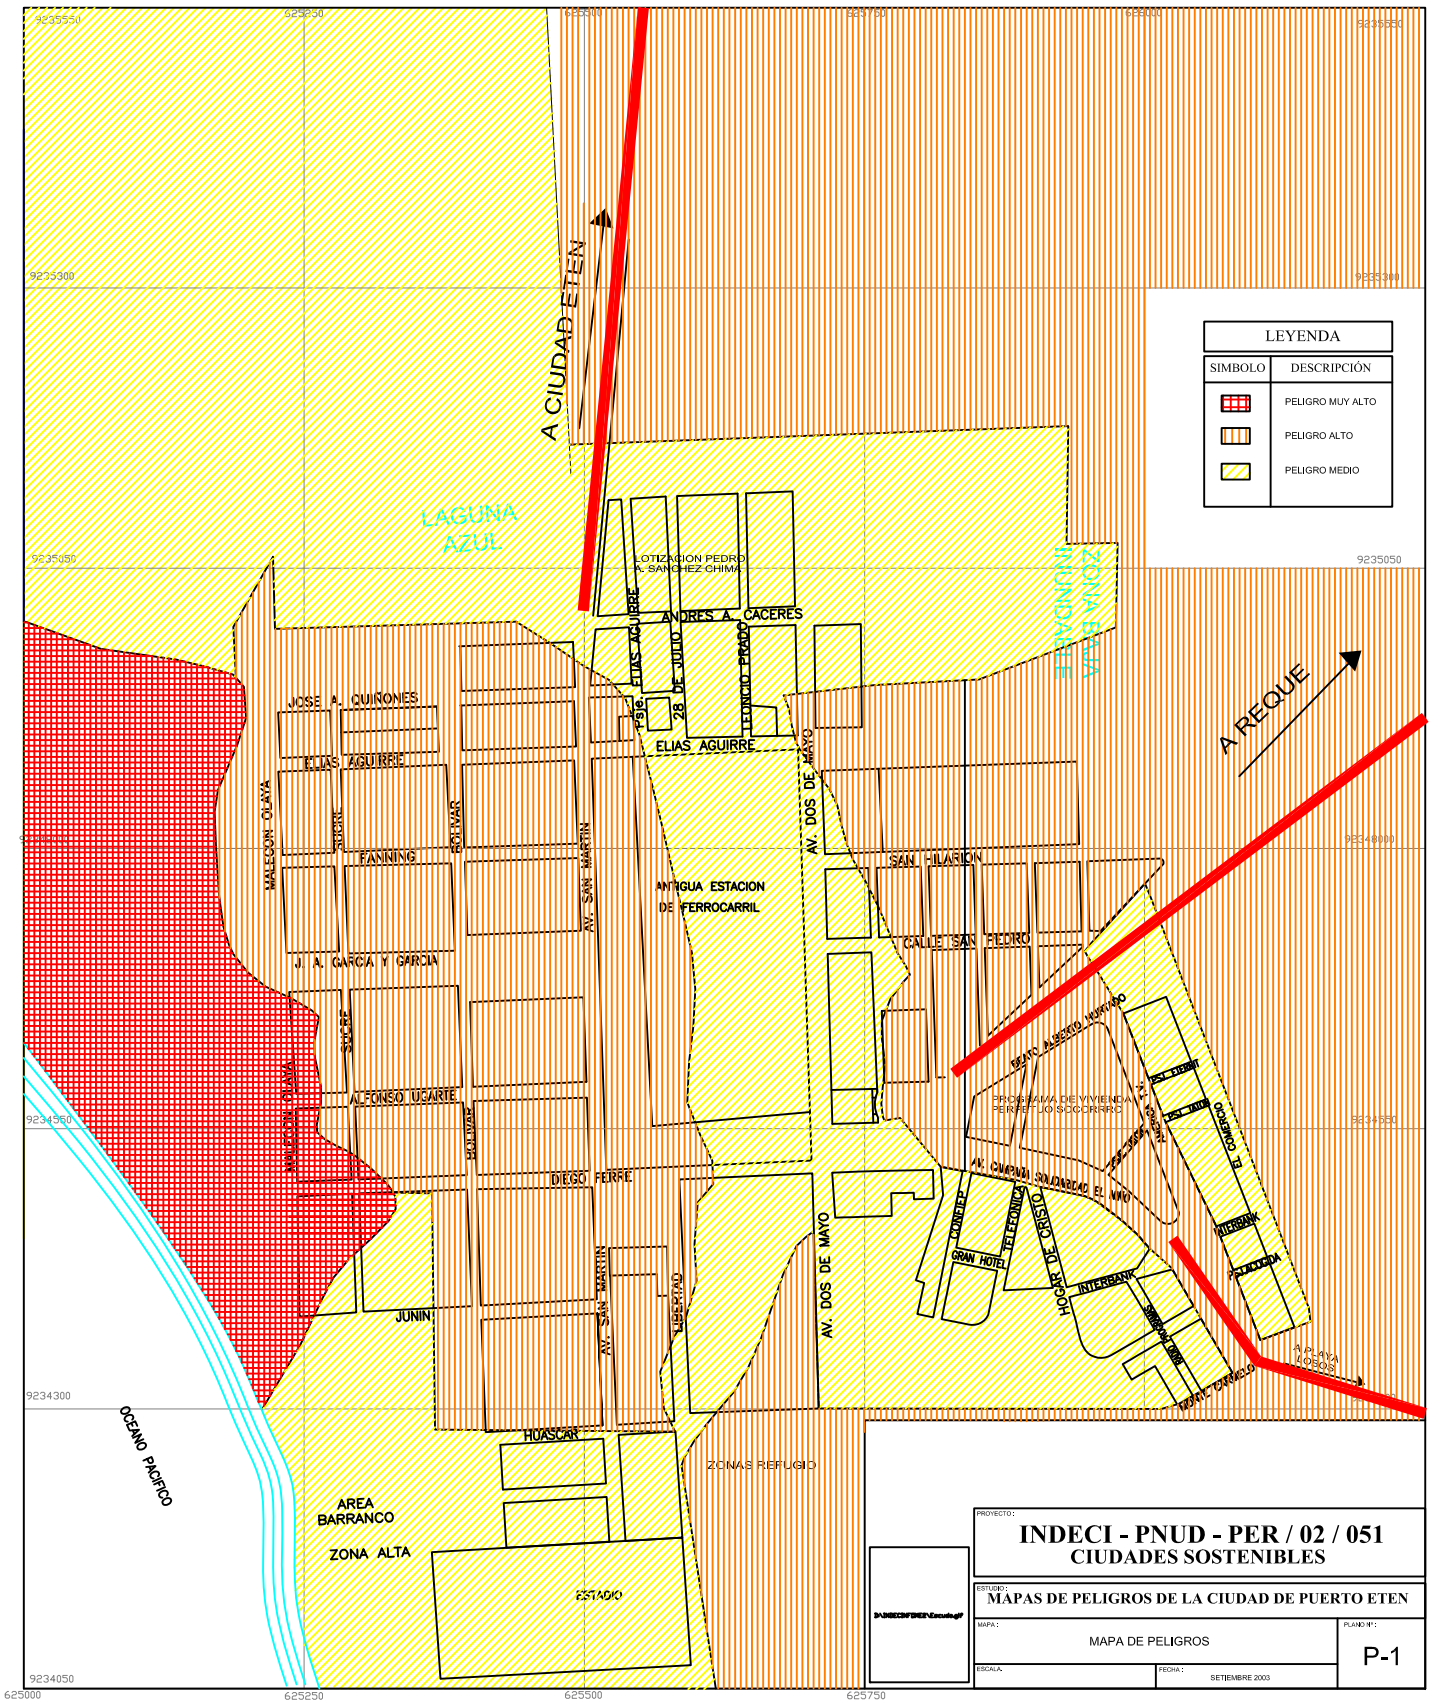 9235550
625250
625500
625750
626000
9235550
9235300
9235300
A CIUDAD ETEN
LEYENDA
SIMBOLO
DESCRIPCIÓN
PELIGRO MUY ALTO
PELIGRO ALTO
PELIGRO MEDIO
LAGUNA
AZUL
9235050
9235050
LOTIZACION PEDRO
A. SANCHEZ CHIMA
ZONA BAJA
INUNDABLE
ANDRES A. CACERES
Psje. ELIAS AGUIRRE
28 DE JULIO
LEONCIO PRADO
JOSE A. QUIÑONES
ELIAS AGUIRRE
ELIAS AGUIRRE
A REQUE
MALECON OLAYA
SUCRE
BOLIVAR
AV. SAN MARTIN
AV. DOS DE MAYO
9234800
FANNING
SAN HILARION
ANTIGUA ESTACION
DE FERROCARRIL
CALLE SAN PEDRO
J. A. GARCIA Y GARCIA
SUCRE
BEATO ALBERTO HURTADO
MALECON OLAYA
ALFONSO UGARTE
BOLIVAR
PROGRAMA DE VIVIENDA
PERPETUO SOCORRRO
PSJ. ETERNIT
EL COMERCIO
9234550
9234550
DIEGO FERRE
CONFIEP
TELEFONICA
HOGAR DE CRISTO
GRAN HOTEL
INTERBANK
INTERBANK
P. LACOGIDA
AV. SAN MARTIN
LIBERTAD
AV. DOS DE MAYO
JUNIN
A PLAYA
LOBOS
9234300
OCEANO PACIFICO
HUASCAR
ZONAS REFUGIO
AREA
BARRANCO
ZONA ALTA
ESTADIO
PROYECTO :
INDECI - PNUD - PER / 02 / 051
CIUDADES SOSTENIBLES
ESTUDIO :
MAPAS DE PELIGROS DE LA CIUDAD DE PUERTO ETEN
MAPA :
MAPA DE PELIGROS
PLANO Nº :
P-1
ESCALA.
FECHA :
SETIEMBRE 2003
9234050
625000
625250
625500
625750